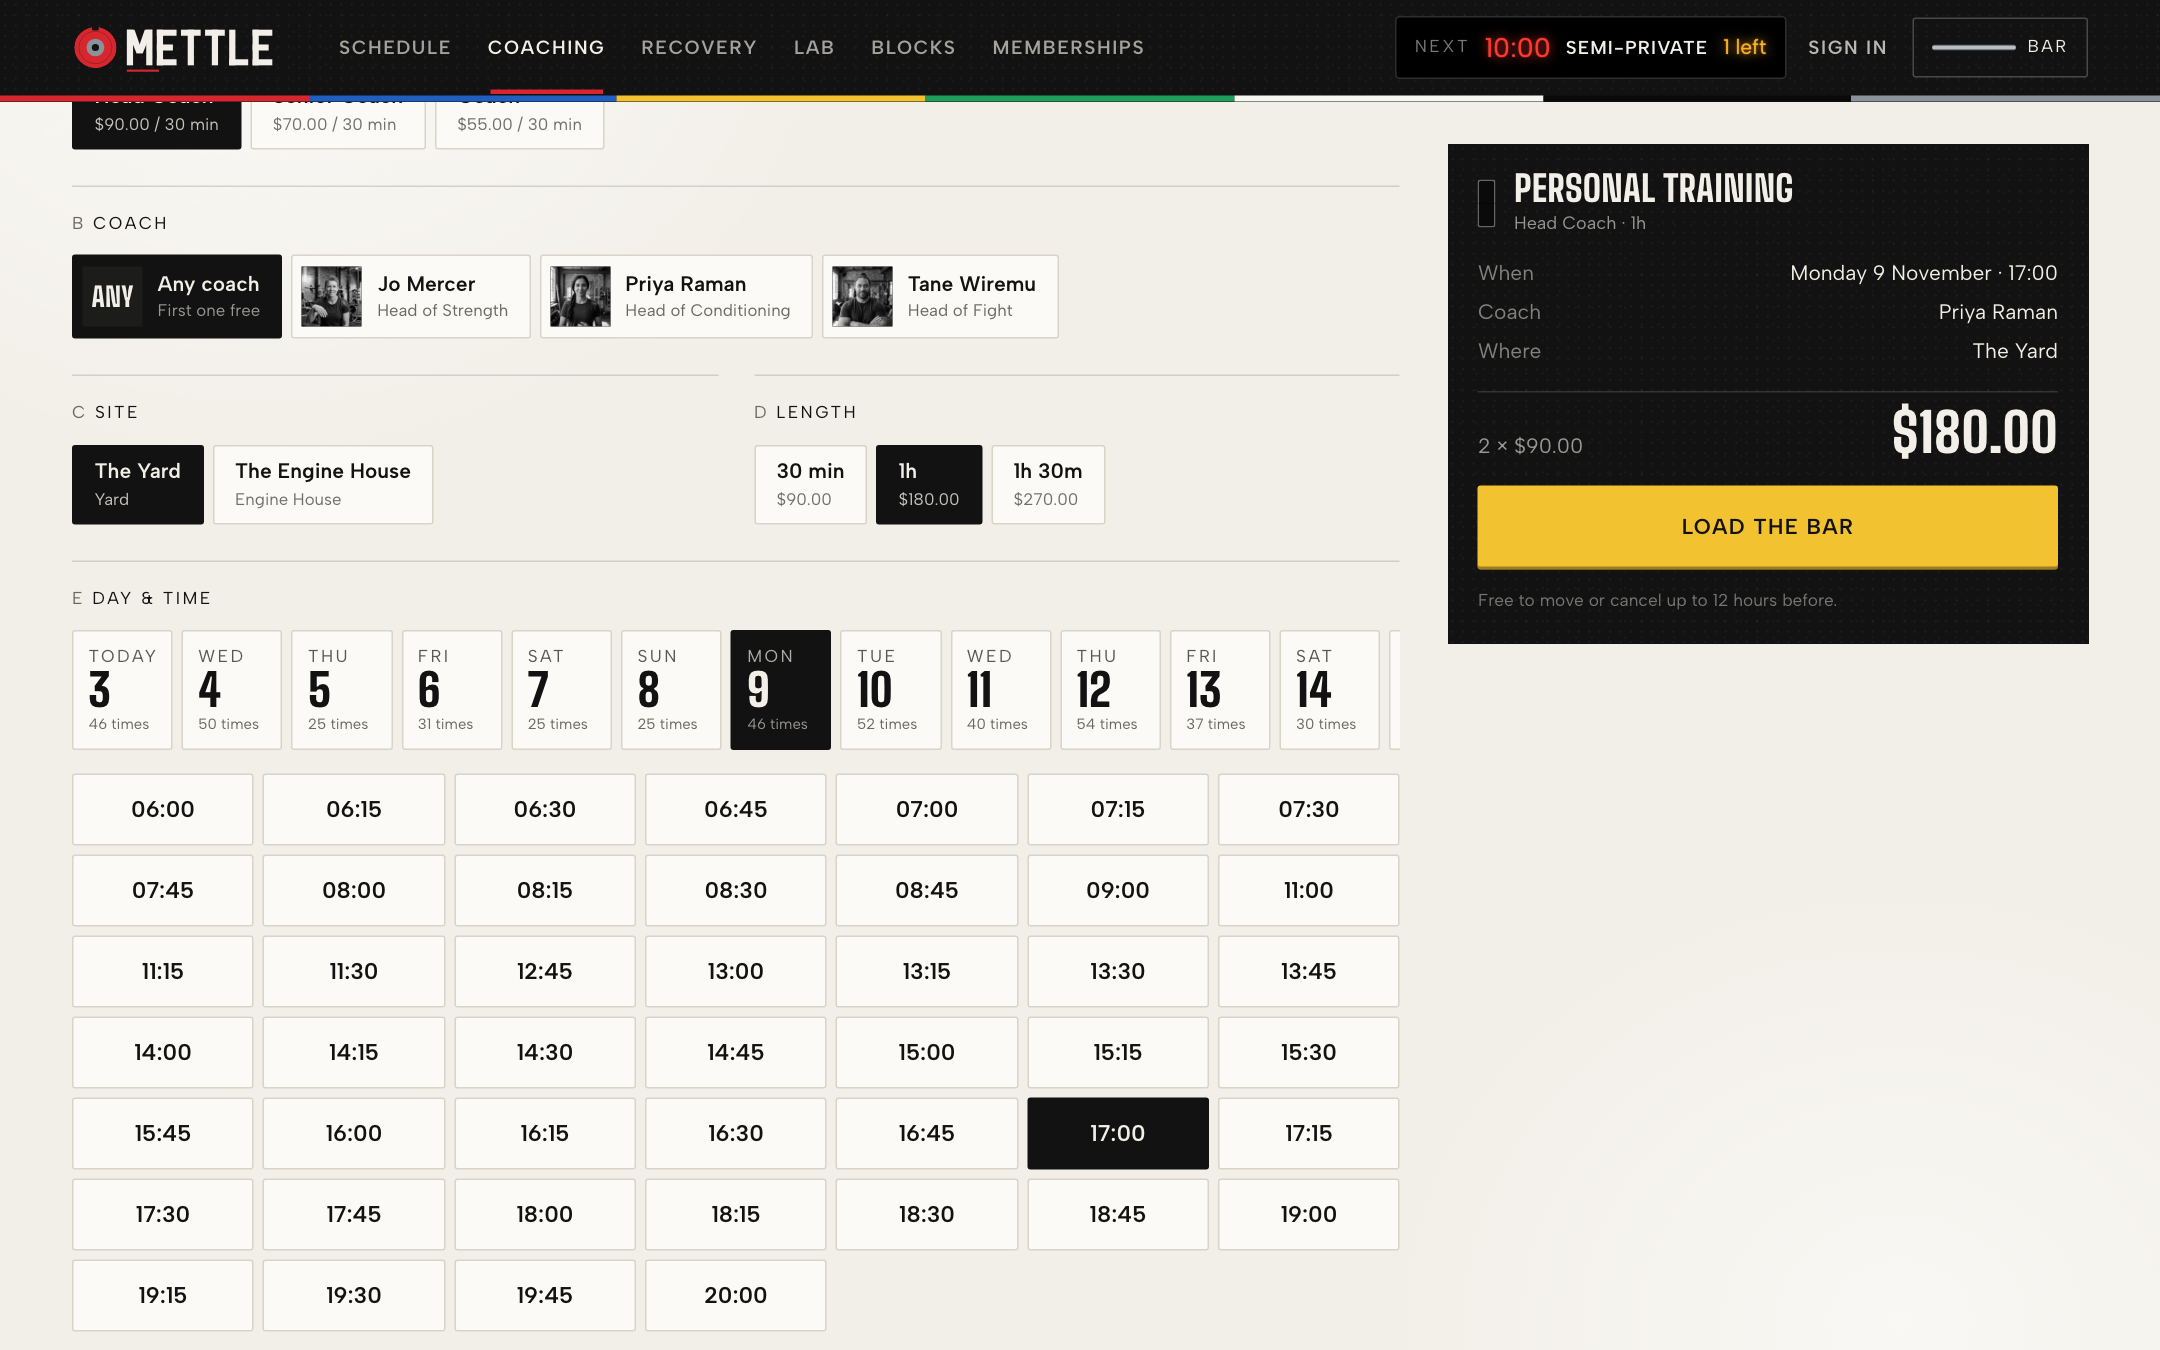 METTLE
SCHEDULE COACHING RECOVERY LAB BLOCKS MEMBERSHIPS
NEXT 10:00 SEMI-PRIVATE 1 left
SIGN IN
BAR
Head Coach Senior Coach Coach
$90.00 / 30 min $70.00 / 30 min $55.00 / 30 min
B COACH
ANY
Any coach
First one free
Jo Mercer
Head of Strength
Priya Raman
Head of Conditioning
Tane Wiremu
Head of Fight
C SITE
The Yard
Yard
The Engine House
Engine House
D LENGTH
30 min
$90.00
1h
$180.00
1h 30m
$270.00
E DAY & TIME
TODAY
3
46 times
WED
4
50 times
THU
5
25 times
FRI
6
31 times
SAT
7
25 times
SUN
8
25 times
MON
9
46 times
TUE
10
52 times
WED
11
40 times
THU
12
54 times
FRI
13
37 times
SAT
14
30 times
06:00 06:15 06:30 06:45 07:00 07:15 07:30
07:45 08:00 08:15 08:30 08:45 09:00 11:00
11:15 11:30 12:45 13:00 13:15 13:30 13:45
14:00 14:15 14:30 14:45 15:00 15:15 15:30
15:45 16:00 16:15 16:30 16:45 17:00 17:15
17:30 17:45 18:00 18:15 18:30 18:45 19:00
19:15 19:30 19:45 20:00
PERSONAL TRAINING
Head Coach · 1h
When Monday 9 November · 17:00
Coach Priya Raman
Where The Yard
2 × $90.00 $180.00
LOAD THE BAR
Free to move or cancel up to 12 hours before.